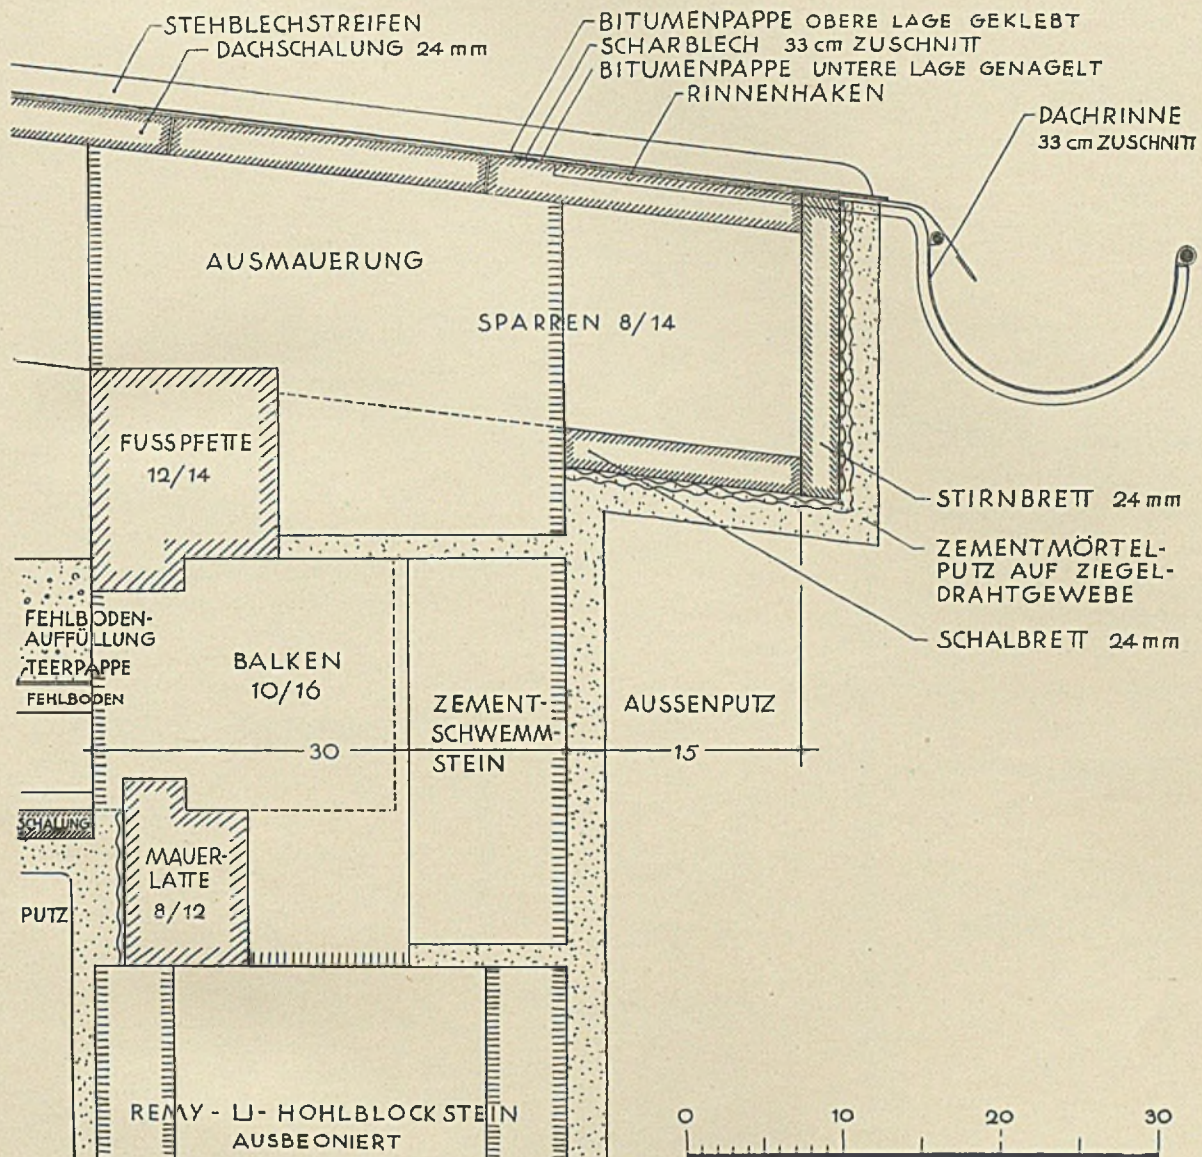 STEHBLECHSTREIFEN
DACHSCHALUNG 24 mm
BITUMENPAPPE OBERE LAGE GEKLEBT
SCHARBLECH 33 cm ZUSCHNITT
BITUMENPAPPE UNTERE LAGE GENAGELT
RINNENHAKEN
DACHRINNE
33 cm ZUSCHNITT
AUSMAUERUNG
SPARREN 8/14
FUSSPFETTE
12/14
STIRNBRETT 24 mm
ZEMENTMÖRTEL-
PUTZ AUF ZIEGEL-
DRAHTGEWEBE
SCHALBRETT 24 mm
FEHLBODEN-
AUFFÜLLUNG
TEERPAPPE
FEHLBODEN
BALKEN
10/16
ZEMENT-
SCHWEMM-
STEIN
AUSSENPUTZ
30
15
SCHALUNG
MAUER-
LATTE
8/12
PUTZ
REMY - U - HOHLBLOCKSTEIN
AUSBEONIERT
0 10 20 30